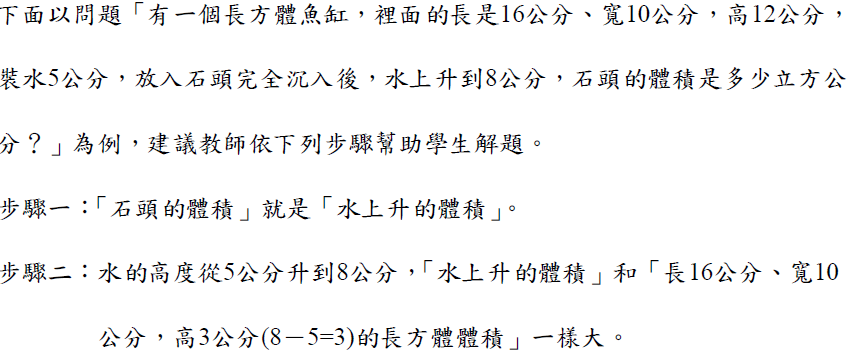 下面以問題「有一個長方體魚缸，裡面的長是16公分、寬10公分，高12公分，
裝水5公分，放入石頭完全沉入後，水上升到8公分，石頭的體積是多少立方公
分？」為例，建議教師依下列步驟幫助學生解題。
步驟一：「石頭的體積」就是「水上升的體積」。
步驟二：水的高度從5公分升到8公分，「水上升的體積」和「長16公分、寬10
公分，高3公分(8－5=3)的長方體體積」一樣大。